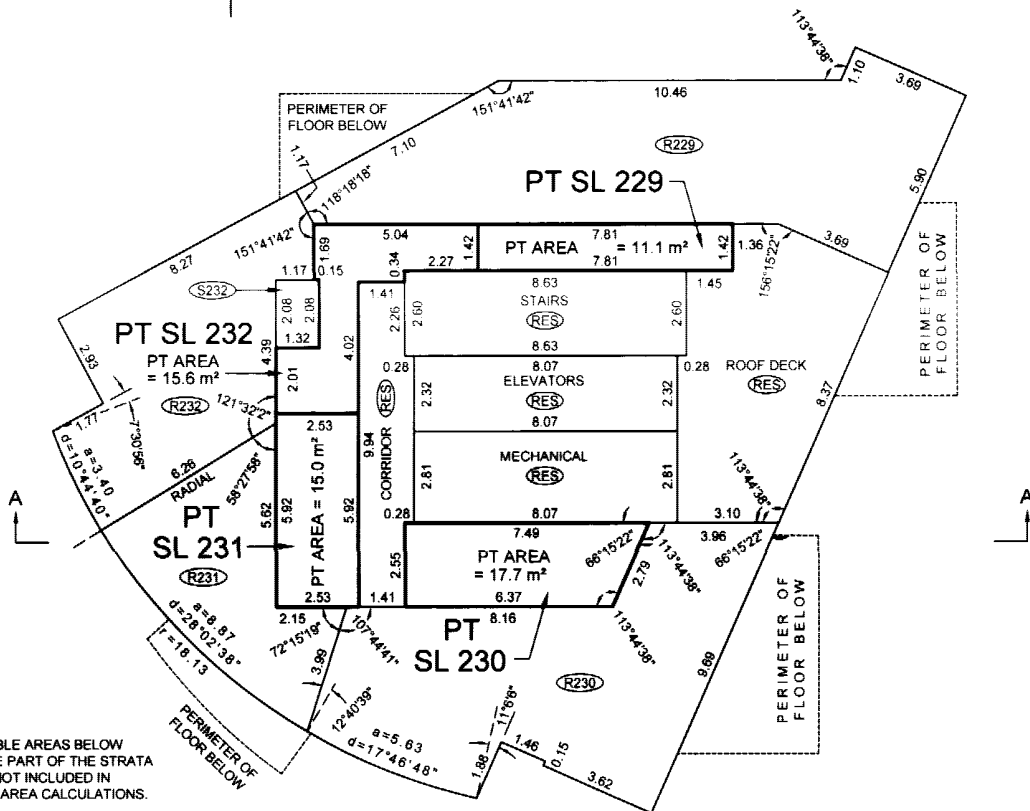 113°44'38"
1.10
3.69
10.46
151°41'42"
PERIMETER OF
FLOOR BELOW
7.10
R229
1.17
118°18'18"
PT SL 229
5.90
PERIMETER OF
FLOOR BELOW
151°41'42"
8.27
1.69
5.04
1.42
7.81
PT AREA = 11.1 m²
7.81
1.42
1.36
156°15'22"
3.69
1.17
0.15
0.34
2.27
S232
2.08
2.08
1.32
1.41
2.26
2.60
8.63
STAIRS
RES
8.63
2.60
1.45
PT SL 232
PT AREA
= 15.6 m²
2.93
4.39
2.01
4.02
0.28
8.07
ELEVATORS
RES
8.07
2.32
2.32
0.28
ROOF DECK
RES
8.37
R232
121°32'2"
1.77
7°30'56"
a=3.40
d=10°44'40"
6.26
RADIAL
58°27'58"
2.53
9.94
CORRIDOR
RES
MECHANICAL
RES
2.81
2.81
8.07
0.28
A
A
PT
SL 231
R231
5.62
5.92
PT AREA = 15.0 m²
5.92
2.53
2.55
7.49
PT AREA
= 17.7 m²
6.37
66°15'22"
113°44'38"
2.79
3.10
113°44'38"
3.96
66°15'22"
PERIMETER OF
FLOOR BELOW
a=8.87
d=28°02'38"
r=18.13
2.15
72°15'19"
107°44'41"
1.41
8.16
113°44'38"
PT
SL 230
3.99
12°40'39"
R230
9.69
PERIMETER OF
FLOOR BELOW
a=5.63
d=17°46'48"
1.88
11°6'8"
1.46
0.15
3.62
BLE AREAS BELOW
E PART OF THE STRATA
NOT INCLUDED IN
AREA CALCULATIONS.